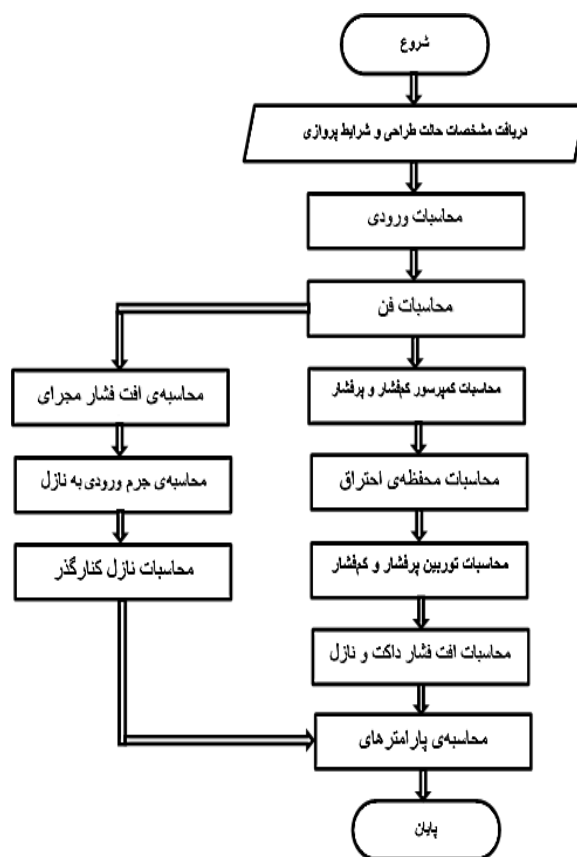 شروع
دریافت مشخصات حالت طراحی و شرایط پروازی
محاسبات ورودی
محاسبات فن
محاسبات کمپرسور کم‌فشار و پرفشار
محاسبات محفظه‌ی احتراق
محاسبات توربین پرفشار و کم‌فشار
محاسبات افت فشار داکت و نازل
محاسبه‌ی افت فشار مجرای
محاسبه‌ی جرم ورودی به نازل
محاسبات نازل کنارگذر
محاسبه‌ی پارامترهای
پایان